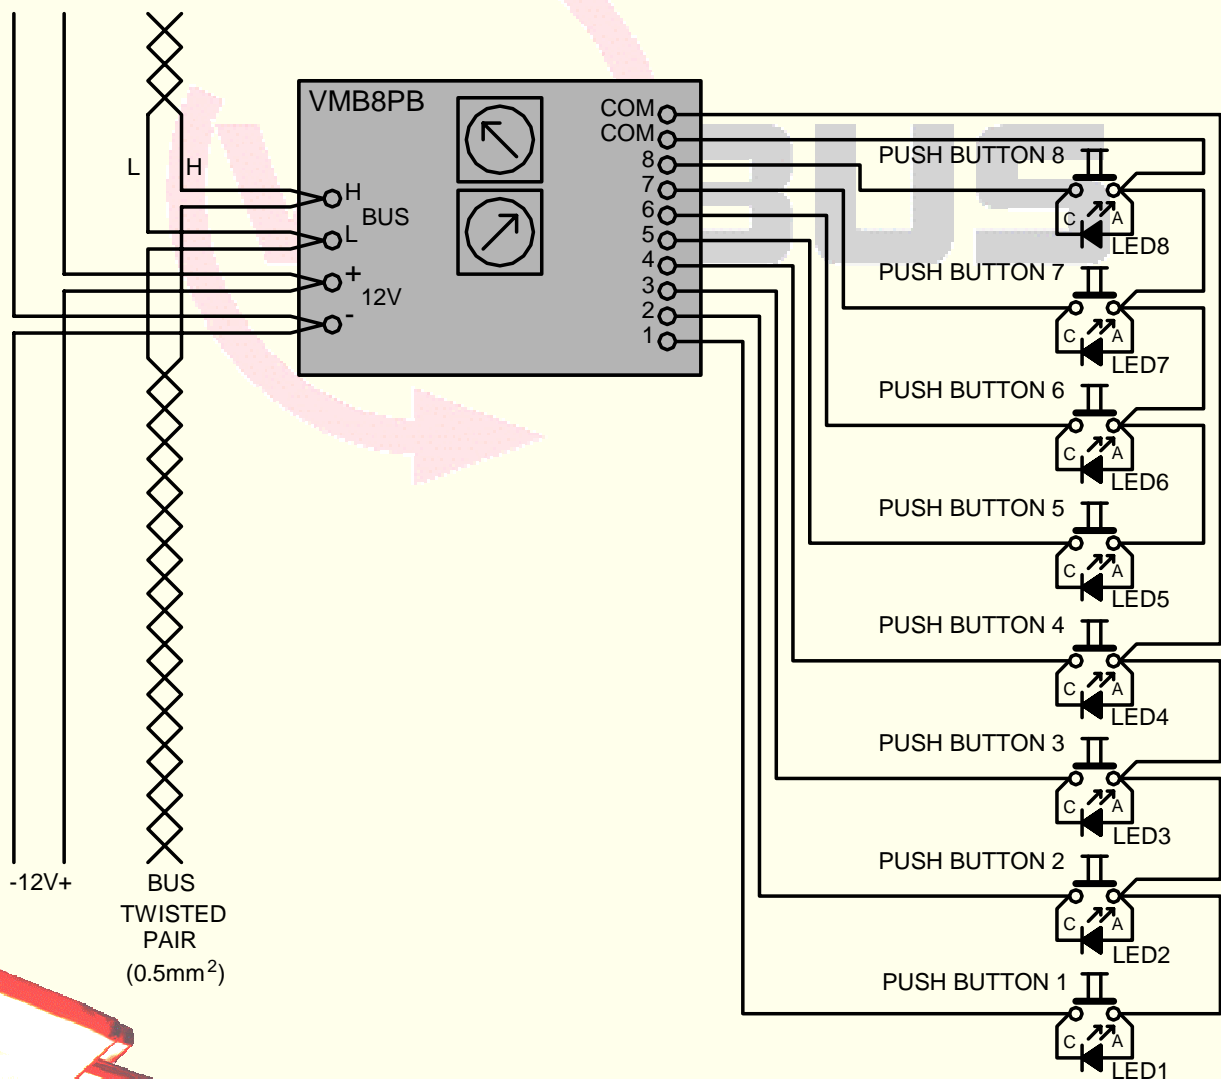 VMB8PB
COM
COM
8
7
6
5
4
3
2
1
L
H
H
BUS
L
+
12V
-
BUS
PUSH BUTTON 8
C
A
LED8
PUSH BUTTON 7
C
A
LED7
PUSH BUTTON 6
C
A
LED6
PUSH BUTTON 5
C
A
LED5
PUSH BUTTON 4
C
A
LED4
PUSH BUTTON 3
C
A
LED3
PUSH BUTTON 2
C
A
LED2
PUSH BUTTON 1
C
A
LED1
-12V+
BUS
TWISTED
PAIR
(0.5mm²)